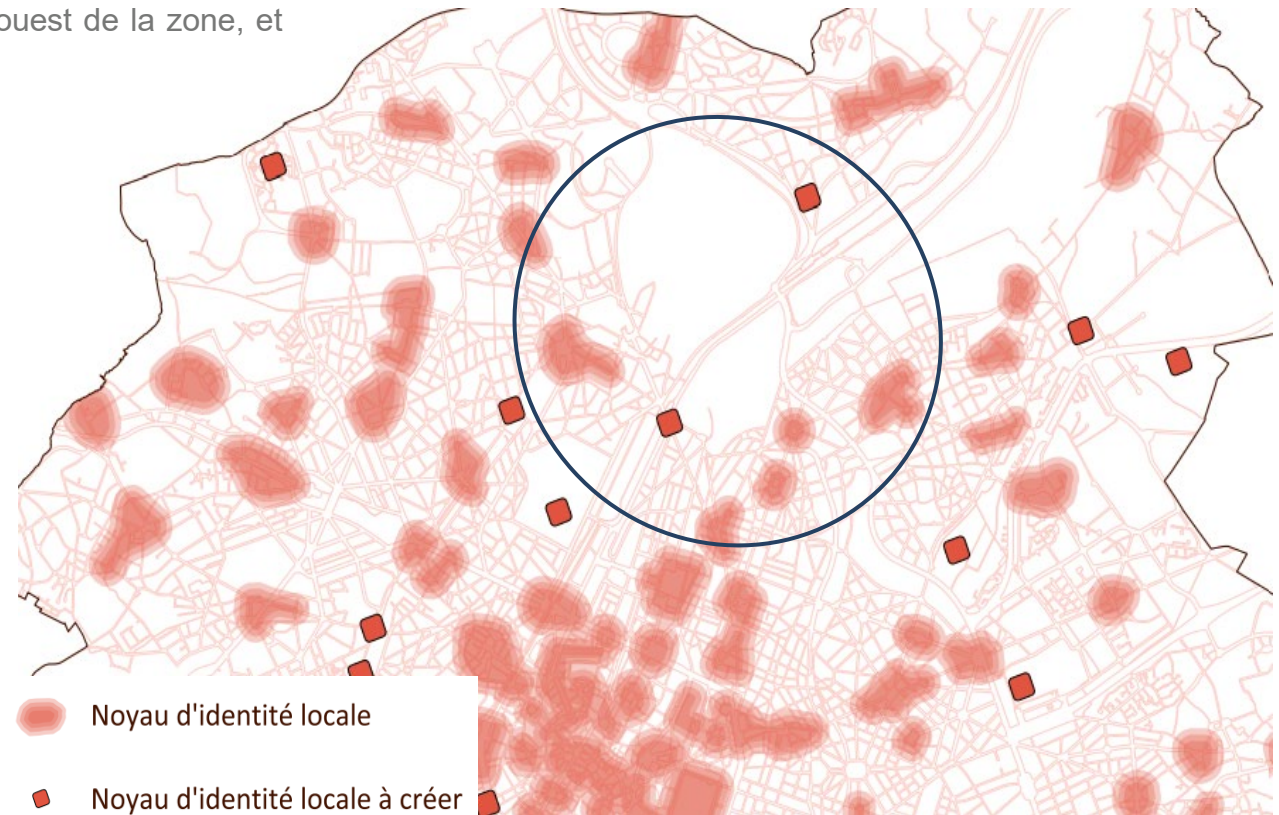 ouest de la zone, et
Noyau d'identité locale
Noyau d'identité locale à créer